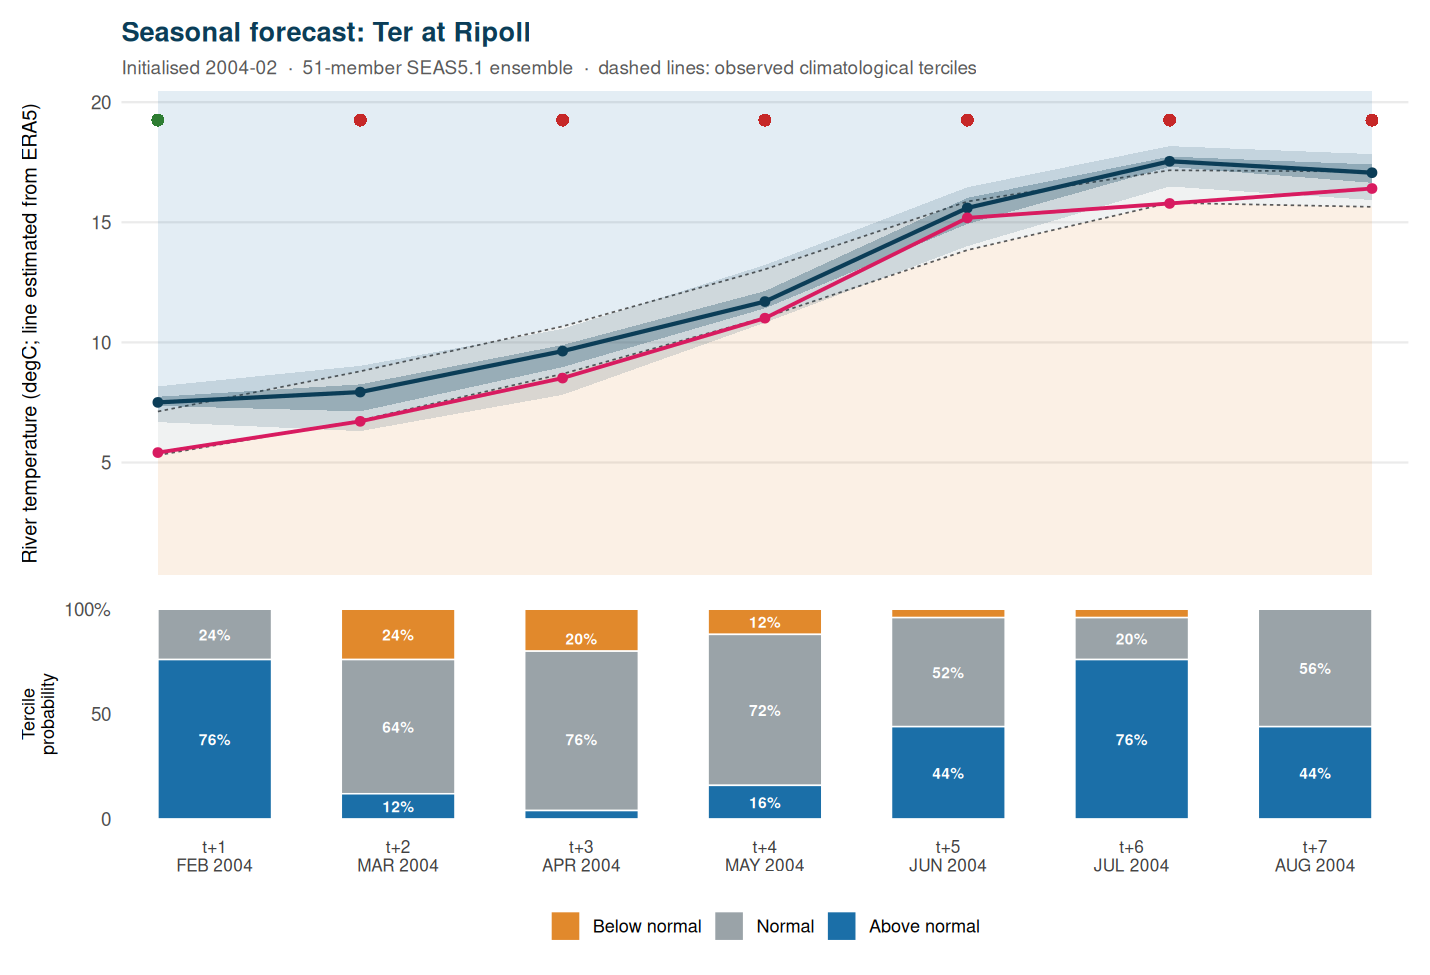 Seasonal forecast: Ter at Ripoll
Initialised 2004-02 · 51-member SEAS5.1 ensemble · dashed lines: observed climatological terciles
River temperature (degC; line estimated from ERA5)
20
15
10
5
Tercile
probability
100%
50
0
24% 24% 20% 12% 52% 20% 56%
76% 64% 76% 72% 44% 76% 44%
12% 16%
t+1 t+2 t+3 t+4 t+5 t+6 t+7
FEB 2004 MAR 2004 APR 2004 MAY 2004 JUN 2004 JUL 2004 AUG 2004
Below normal Normal Above normal